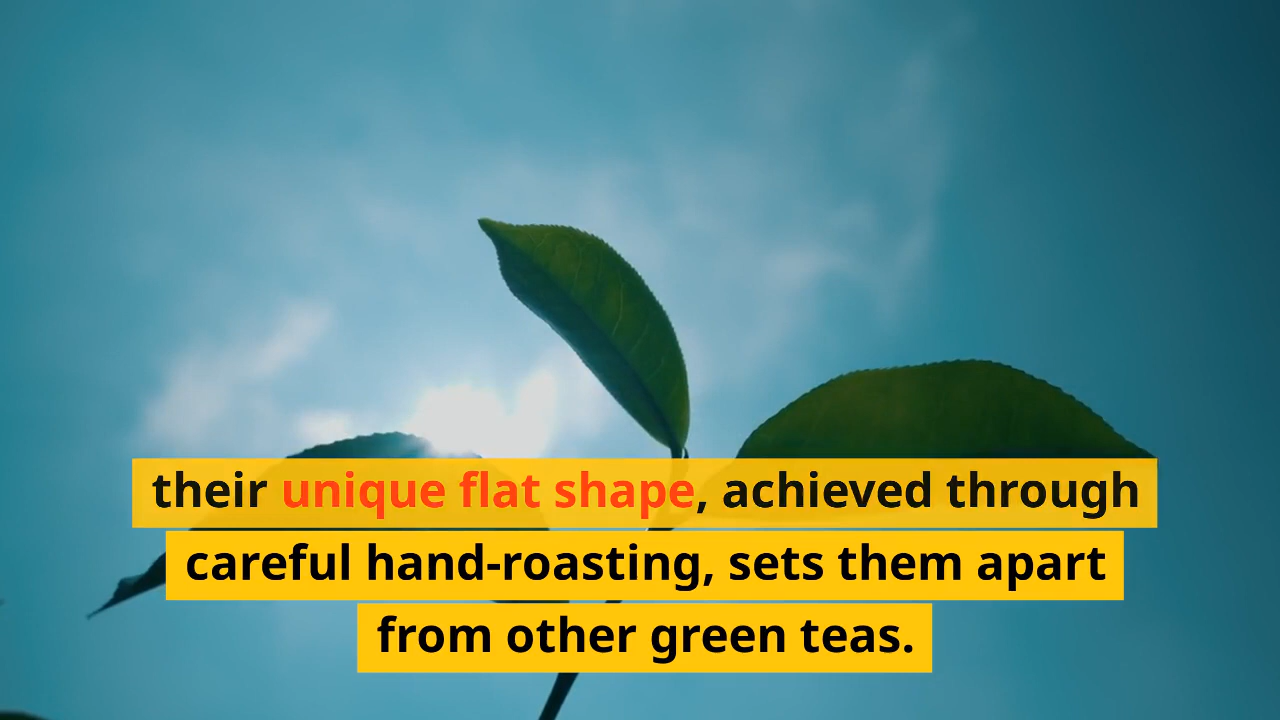 their unique flat shape, achieved through
careful hand-roasting, sets them apart
from other green teas.